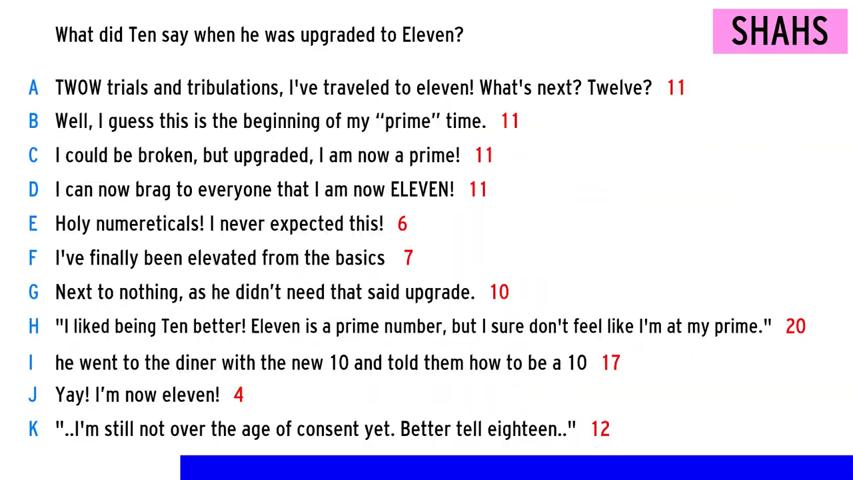 What did Ten say when he was upgraded to Eleven?
SHAHS
A TWOW trials and tribulations, I've traveled to eleven! What's next? Twelve? 11
B Well, I guess this is the beginning of my “prime” time. 11
C I could be broken, but upgraded, I am now a prime! 11
D I can now brag to everyone that I am now ELEVEN! 11
E Holy numereticals! I never expected this! 6
F I've finally been elevated from the basics 7
G Next to nothing, as he didn’t need that said upgrade. 10
H "I liked being Ten better! Eleven is a prime number, but I sure don't feel like I'm at my prime." 20
I he went to the diner with the new 10 and told them how to be a 10 17
J Yay! I’m now eleven! 4
K "..I'm still not over the age of consent yet. Better tell eighteen.." 12